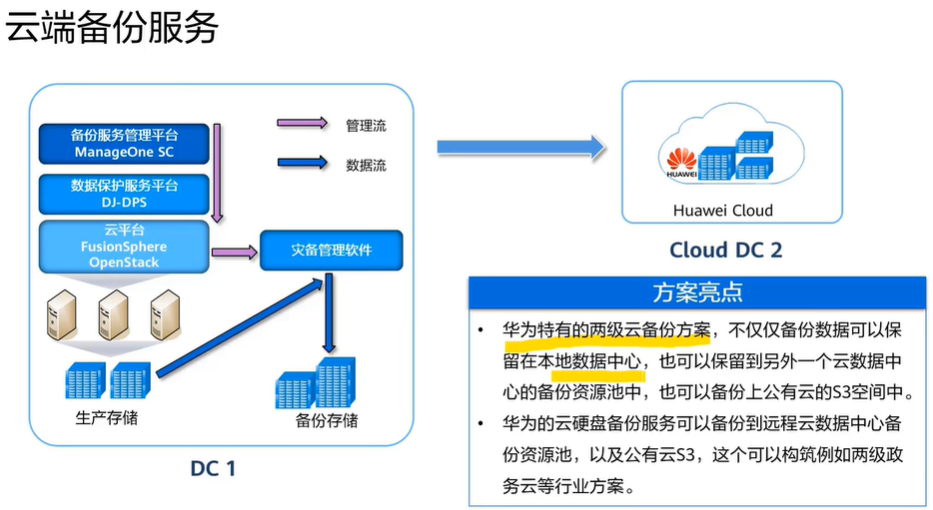 云端备份服务
备份服务管理平台
ManageOne SC
数据保护服务平台
DJ-DPS
云平台
FusionSphere
OpenStack
管理流
数据流
灾备管理软件
生产存储
备份存储
DC 1
HUAWEI
Huawei Cloud
Cloud DC 2
方案亮点
• 华为特有的两级云备份方案，不仅仅备份数据可以保
留在本地数据中心，也可以保留到另外一个云数据中
心的备份资源池中，也可以备份上公有云的S3空间中。
• 华为的云硬盘备份服务可以备份到远程云数据中心备
份资源池，以及公有云S3，这个可以构筑例如两级政
务云等行业方案。